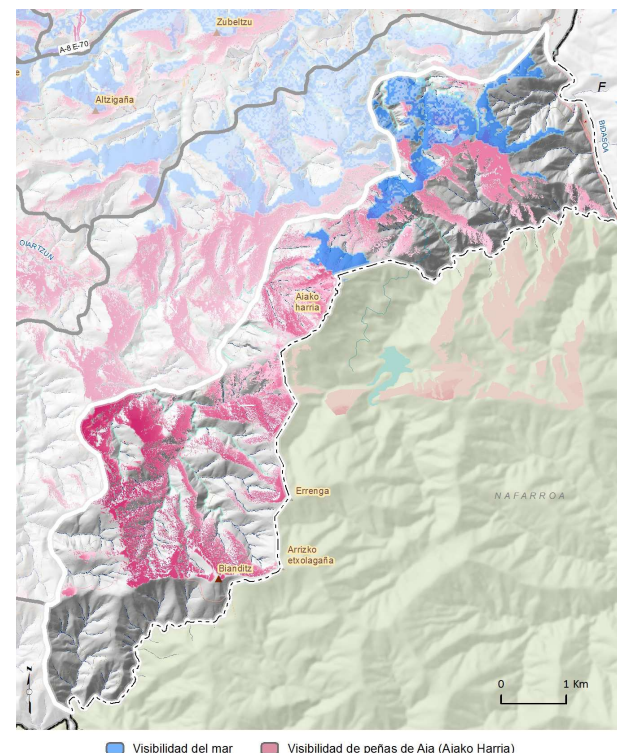 Zubeltzu
A-8 E-70
e
F
Altzigaña
BIDASOA
OIARTZUN
Aiako
harria
Errenga
NAFARROA
Arrizko
etxolagaña
Bianditz
N
0 1 Km
Visibilidad del mar
Visibilidad de peñas de Aia (Aiako Harria)